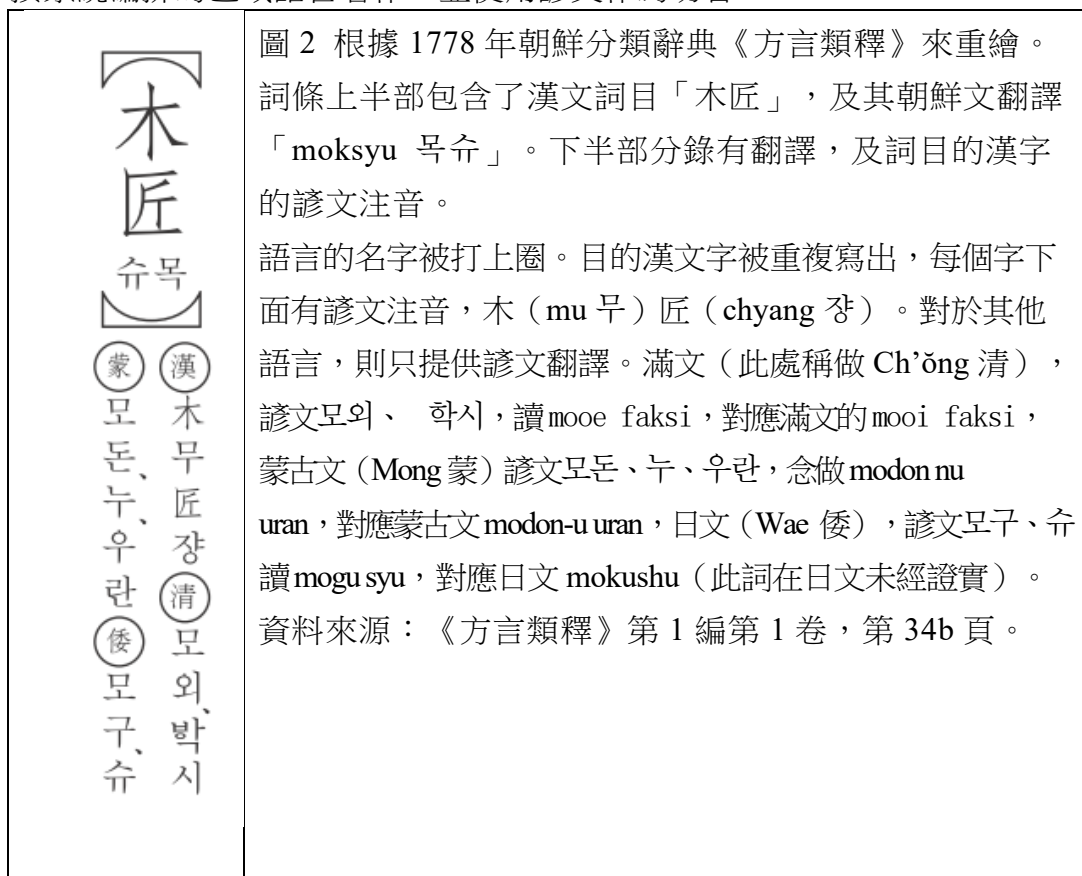 木匠
슈목
漢木무匠쟝清모외、ᄫᅡᆨ시
蒙모돈、누、우란倭모구、슈
圖 2 根據 1778 年朝鮮分類辭典《方言類釋》來重繪。
詞條上半部包含了漢文詞目「木匠」，及其朝鮮文翻譯
「moksyu 목슈」。下半部分錄有翻譯，及詞目的漢字
的諺文注音。
語言的名字被打上圈。目的漢文字被重複寫出，每個字下
面有諺文注音，木（mu 무）匠（chyang 쟝）。對於其他
語言，則只提供諺文翻譯。滿文（此處稱做 Ch’ŏng 清），
諺文모외、 학시，讀 mooe faksi，對應滿文的 mooi faksi，
蒙古文（Mong 蒙）諺文모돈、누、우란，念做 modon nu
uran，對應蒙古文 modon-u uran，日文（Wae 倭），諺文모구、슈
讀 mogu syu，對應日文 mokushu（此詞在日文未經證實）。
資料來源：《方言類釋》第 1 編第 1 卷，第 34b 頁。